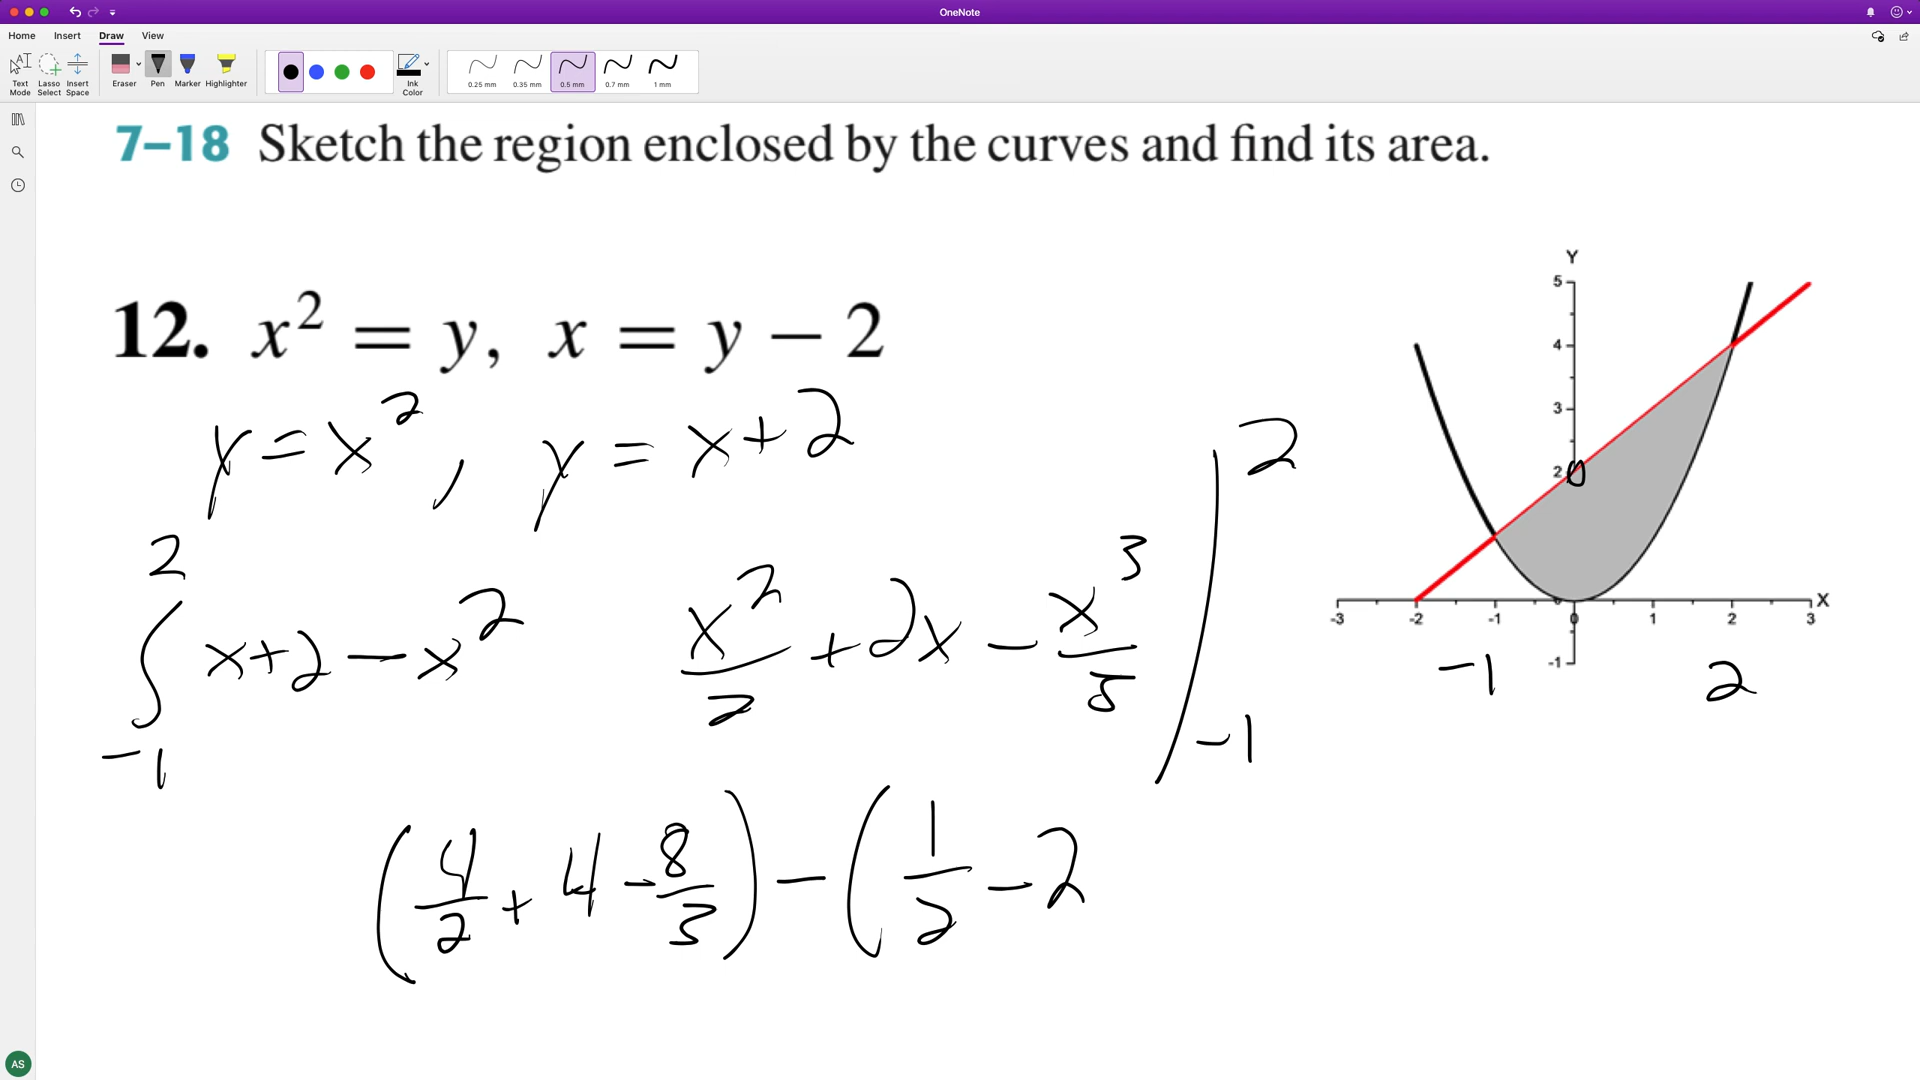 OneNote
Home Insert Draw View
Text Mode Lasso Select Insert Space Eraser Pen Marker Highlighter 0.25 mm 0.35 mm 0.5 mm 0.7 mm 1 mm Ink Color
7–18 Sketch the region enclosed by the curves and find its area.
12. x² = y, x = y − 2
y = x² , y = x + 2
∫₋₁² x + 2 − x²
x²/2 + 2x − x³/3 |₋₁²
(4/2 + 4 − 8/3) − (1/2 − 2
Y
5
4
3
2 0
-3 -2 -1 0 1 2 3 X
-1
−1 2
AS